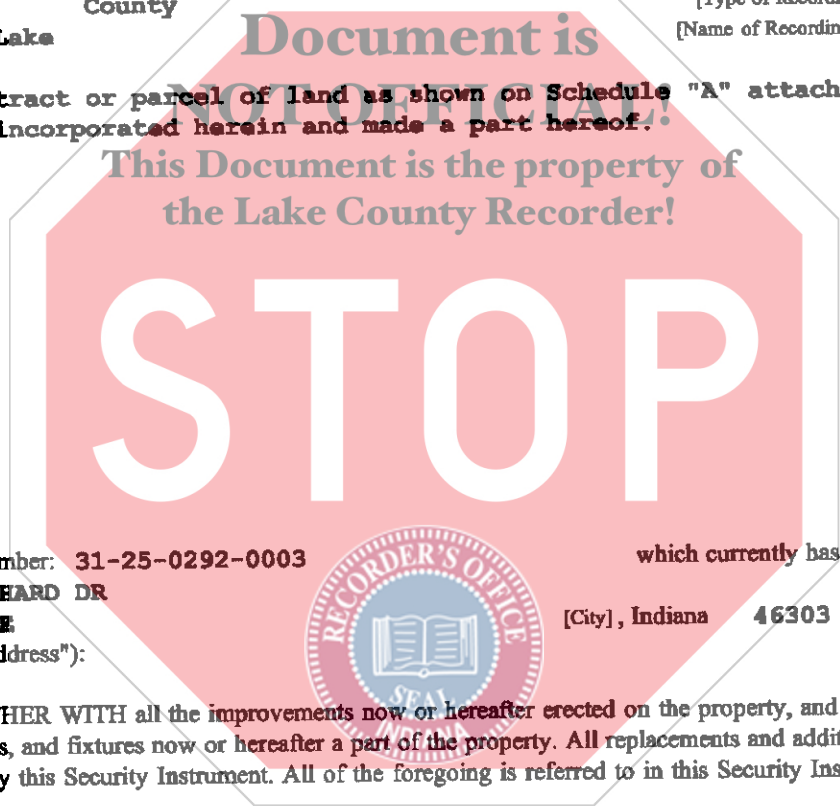 County
[Type of Recordin
Lake
[Name of Recordin
Document is
tract or parcel of land as shown on Schedule "A" attach
NOT OFFICIAL!
incorporated herein and made a part hereof.
This Document is the property of
the Lake County Recorder!
STOP
mber: 31-25-0292-0003
which currently has
HARD DR
[City], Indiana 46303
ddress"):
RECORDER'S OFFICE
SEAL
INDIANA
HER WITH all the improvements now or hereafter erected on the property, and
s, and fixtures now or hereafter a part of the property. All replacements and addit
y this Security Instrument. All of the foregoing is referred to in this Security Ins